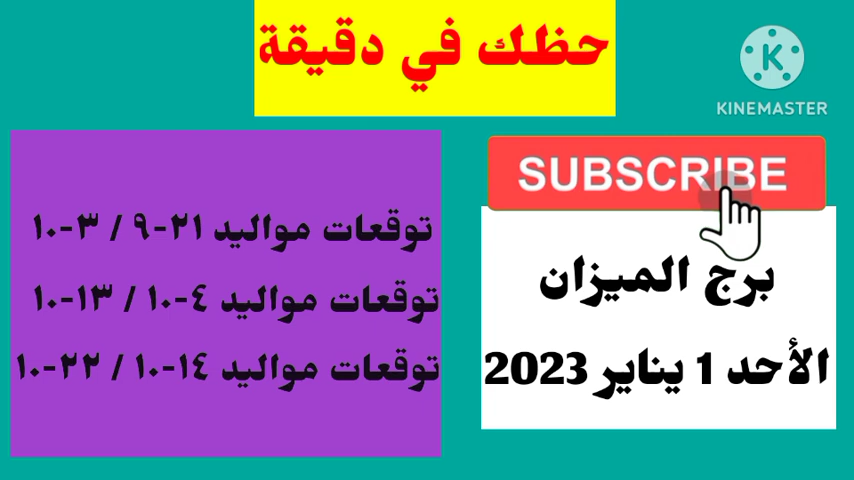 حظك في دقيقة
KINEMASTER
SUBSCRIBE
برج الميزان
الأحد 1 يناير 2023
توقعات مواليد ٢١-٩ / ٣-١٠
توقعات مواليد ٤-١٠ / ١٣-١٠
توقعات مواليد ١٤-١٠ / ٢٢-١٠